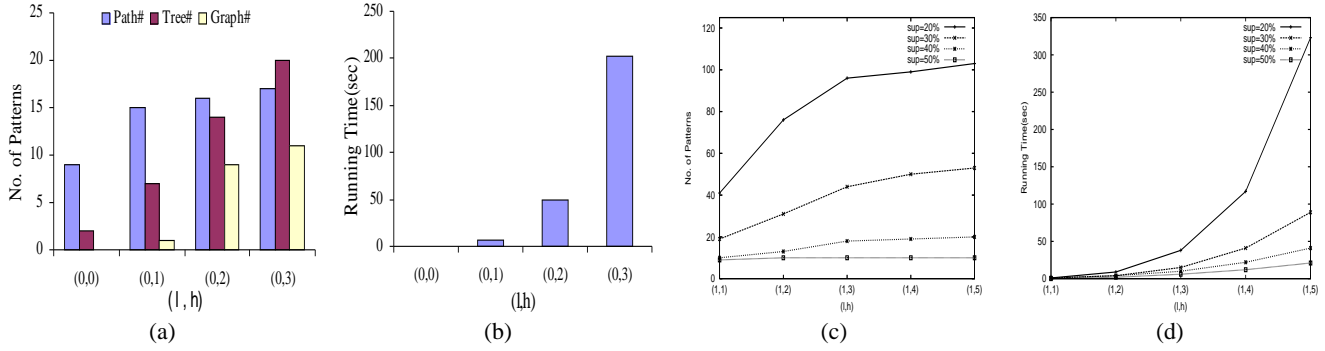 Path# Tree# Graph#
No. of Patterns
25
20
15
10
5
0
(0,0) (0,1) (0,2) (0,3)
(l,h)
(a)
Running Time(sec)
250
200
150
100
50
0
(0,0) (0,1) (0,2) (0,3)
(l,h)
(b)
No. of Patterns
120
100
80
60
40
20
0
sup=20%
sup=30%
sup=40%
sup=50%
(1,1) (1,2) (1,3) (1,4) (1,5)
(l,h)
(c)
Running Time(sec)
350
300
250
200
150
100
50
0
sup=20%
sup=30%
sup=40%
sup=50%
(1,1) (1,2) (1,3) (1,4) (1,5)
(l,h)
(d)